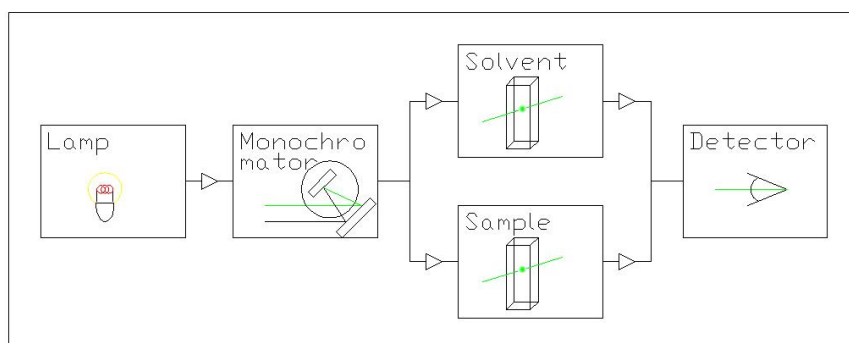 Lamp
Monochro
mator
Solvent
Sample
Detector